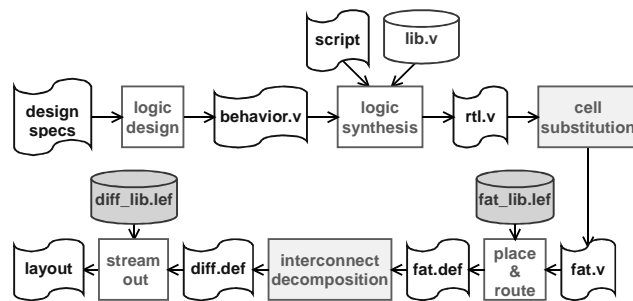 script
lib.v
design
specs
logic
design
behavior.v
logic
synthesis
rtl.v
cell
substitution
diff_lib.lef
fat_lib.lef
layout
stream
out
diff.def
interconnect
decomposition
fat.def
place
&
route
fat.v